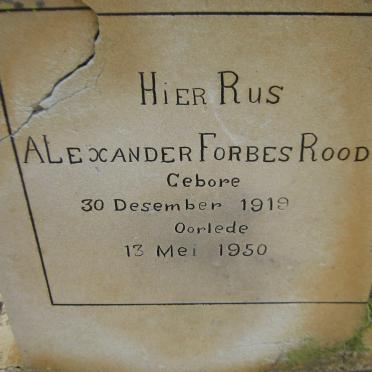 Hier Rus
Alexander Forbes Rood
Gebore
30 Desember 1919
Oorlede
13 Mei 1950